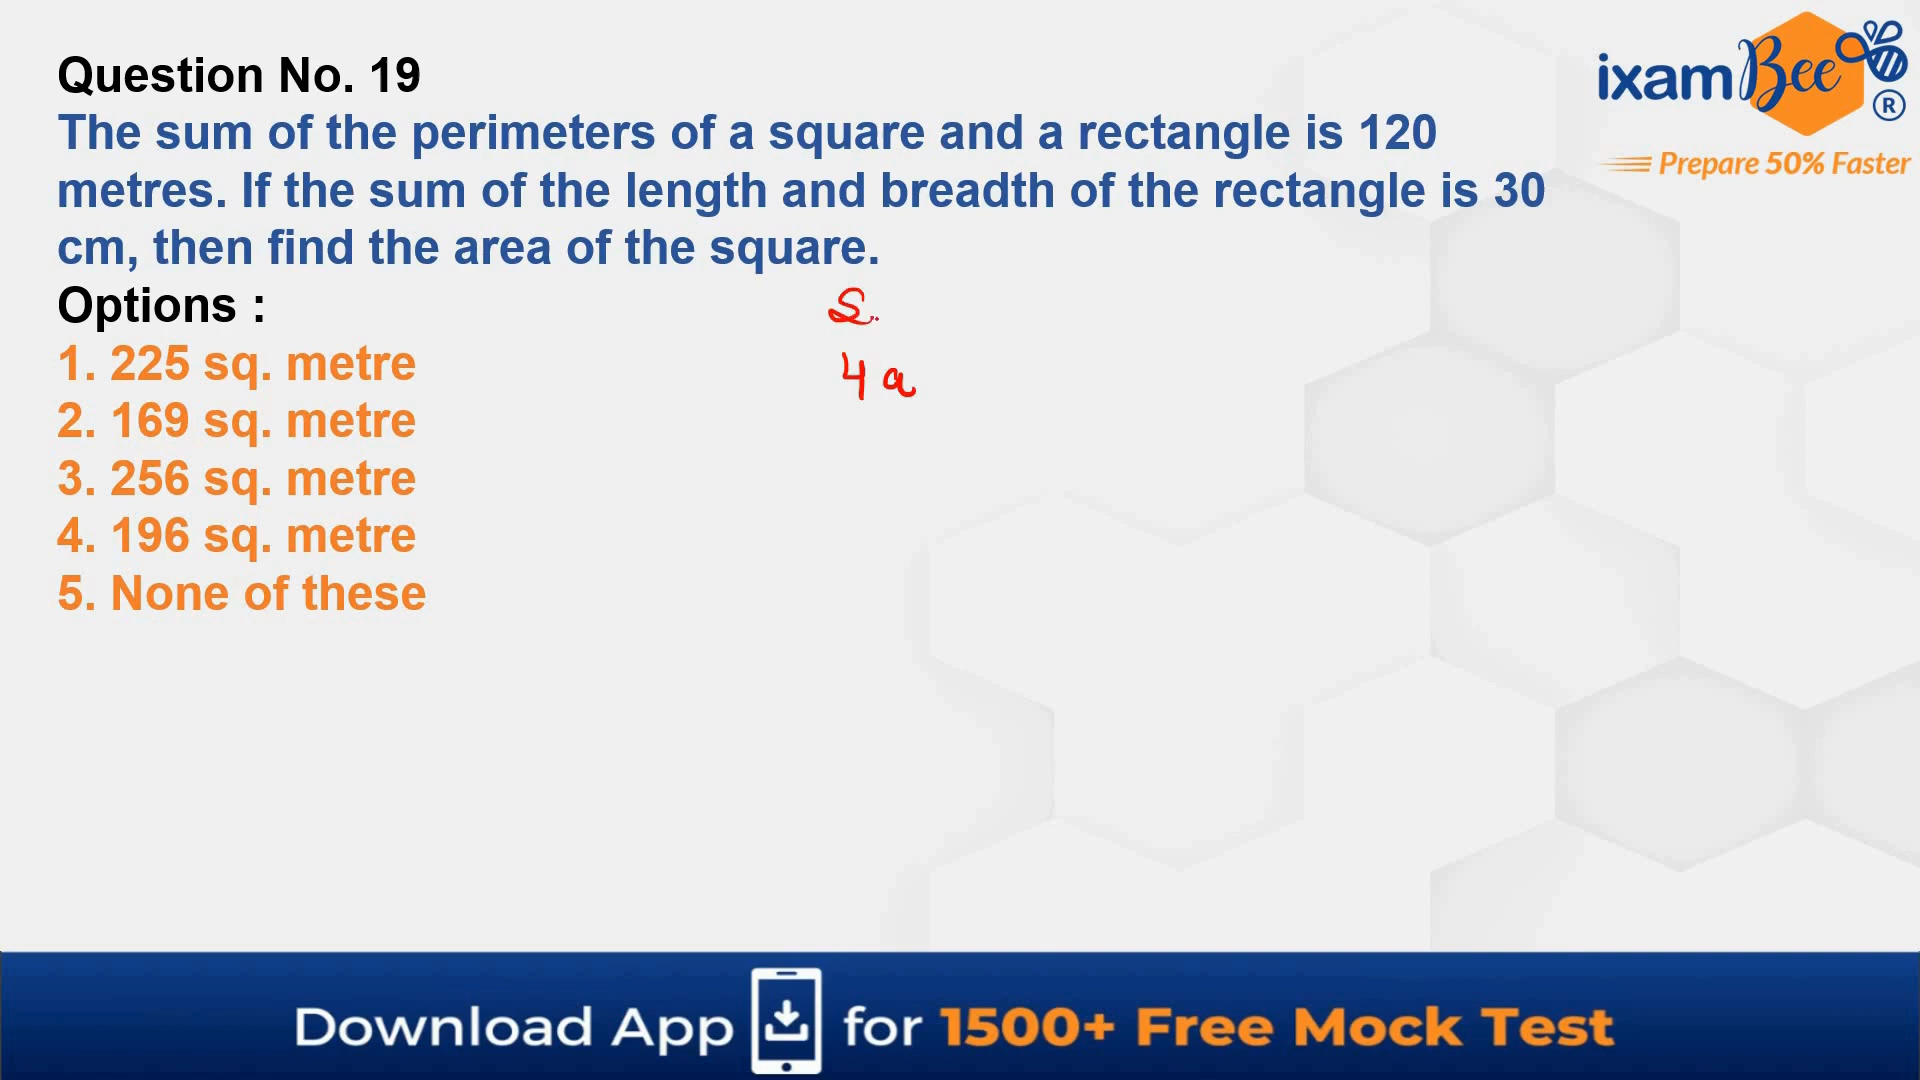 Question No. 19
The sum of the perimeters of a square and a rectangle is 120
metres. If the sum of the length and breadth of the rectangle is 30
cm, then find the area of the square.
Options :
1. 225 sq. metre
2. 169 sq. metre
3. 256 sq. metre
4. 196 sq. metre
5. None of these
S.
4a
ixamBee®
Prepare 50% Faster
Download App for 1500+ Free Mock Test